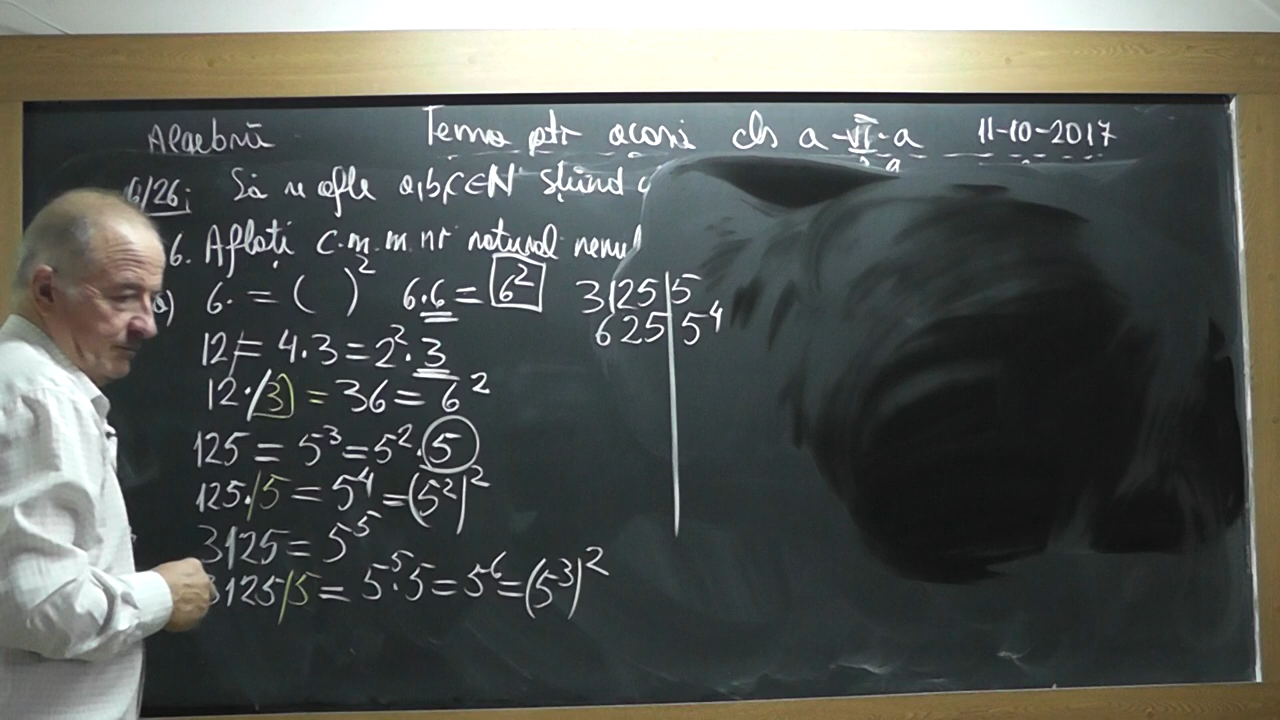 Algebră Tema ptr acasă cls a-VI-a 11-10-2017
6/26; Să se afle a,b,c∈N știind
6. Aflați c.m.m nr natural nenul
a) 6· = ( )² 6·6 = 6² 3125|5
625|5⁴
12 = 4·3 = 2²·3
12·/3 = 36 = 6²
125 = 5³ = 5²·5
125·/5 = 5⁴ = (5²)²
3125 = 5⁵
3125/5 = 5⁵·5 = 5⁶ = (5³)²